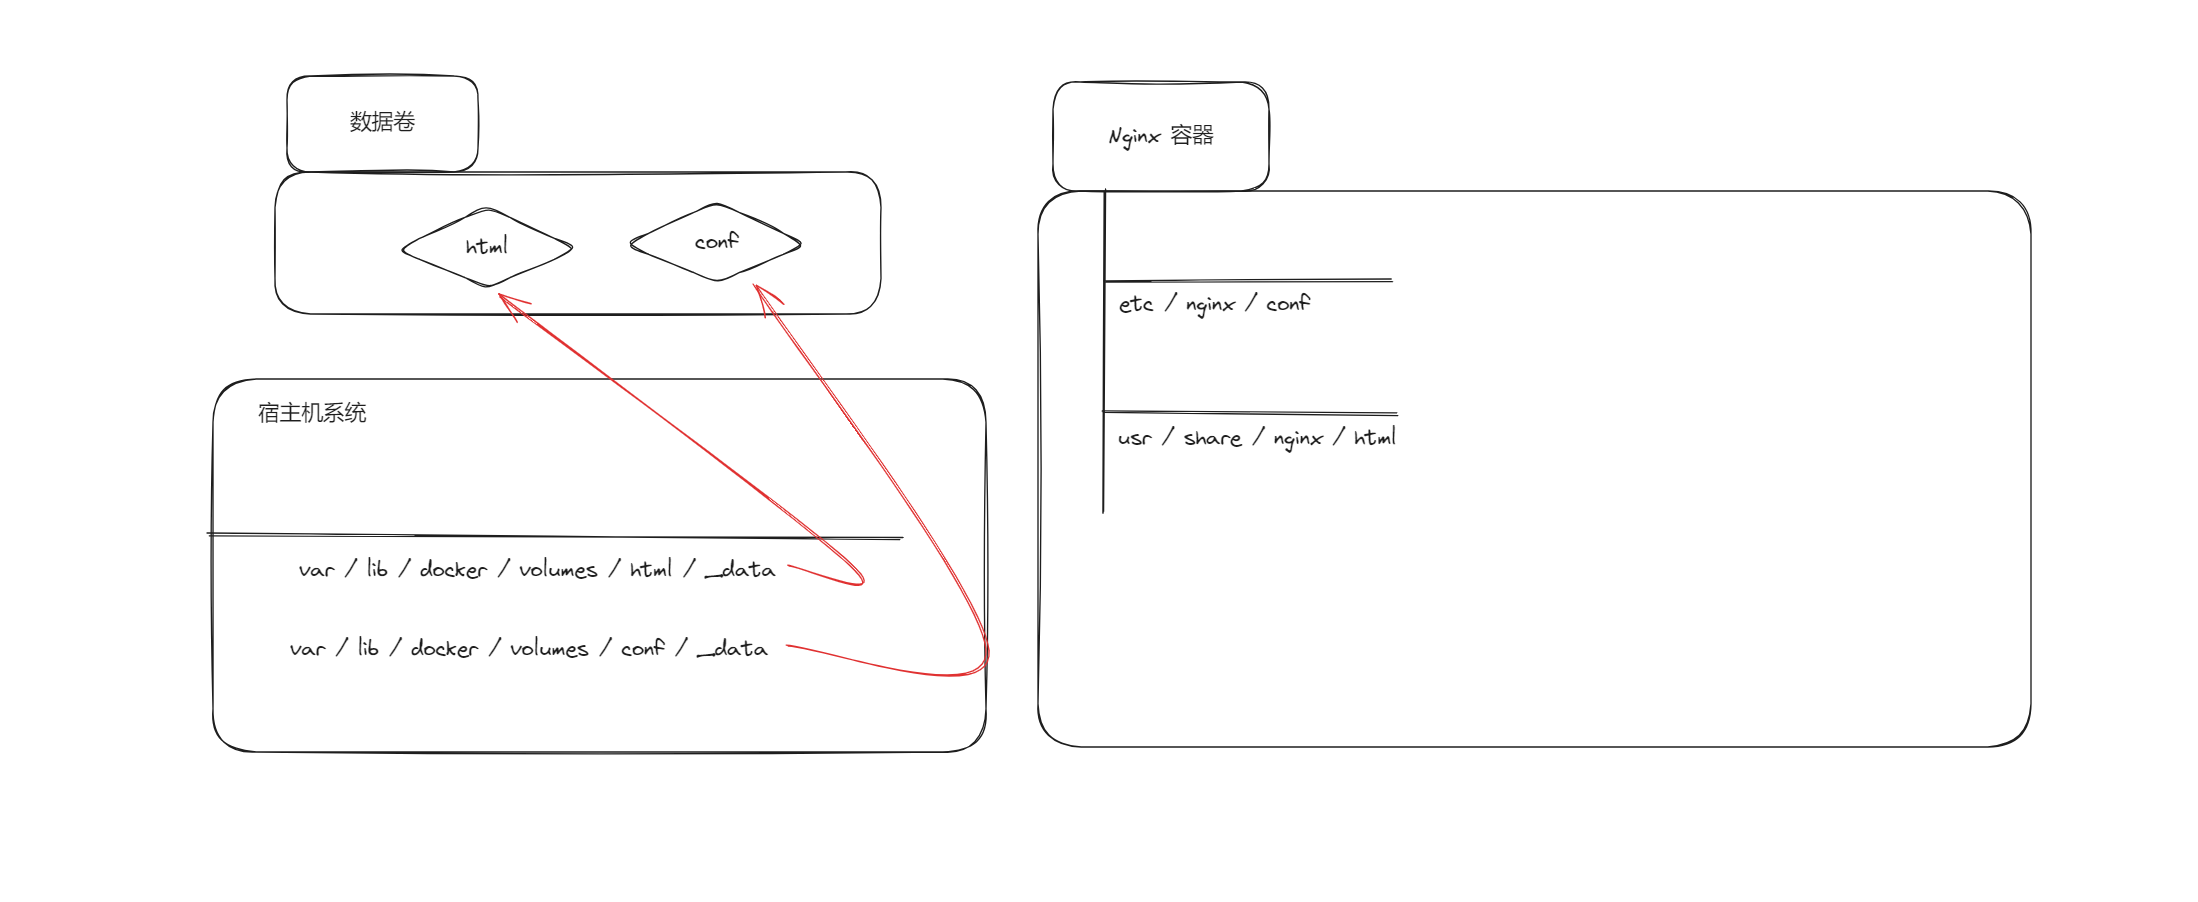 数据卷
html
conf
宿主机系统
var / lib / docker / volumes / html / _data
var / lib / docker / volumes / conf / _data
Nginx 容器
etc / nginx / conf
usr / share / nginx / html